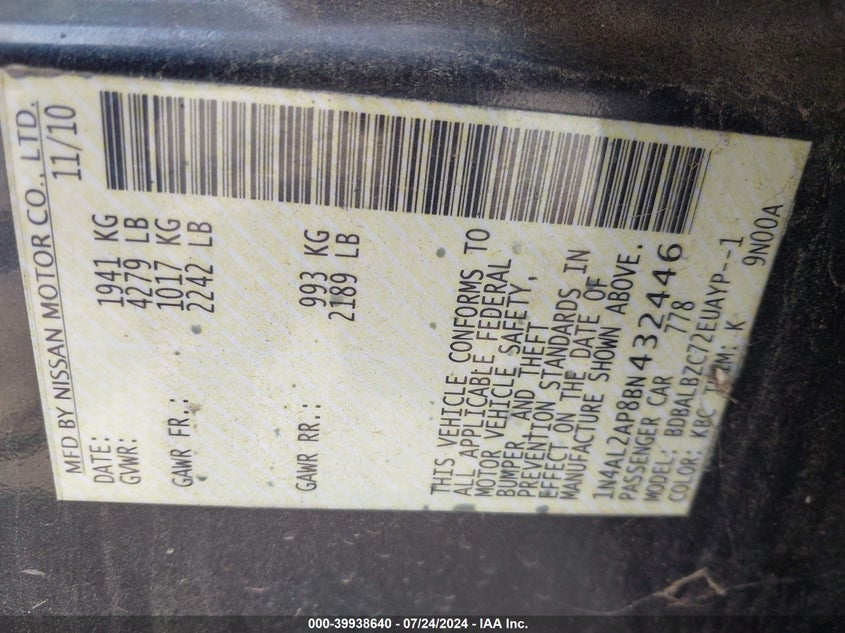 MFD BY NISSAN MOTOR CO., LTD.
DATE: 11/10
GVWR: 1941 KG
4279 LB
GAWR FR.: 1017 KG
2242 LB
GAWR RR.: 993 KG
2189 LB
THIS VEHICLE CONFORMS TO
ALL APPLICABLE FEDERAL
MOTOR VEHICLE SAFETY,
BUMPER, AND THEFT
PREVENTION STANDARDS IN
EFFECT ON THE DATE OF
MANUFACTURE SHOWN ABOVE.
1N4AL2AP8BN432446
PASSENGER CAR 778
MODEL: BDBALBZC72EUAYP--1
COLOR: KBC TRIM: K 9N00A
000-39938640 - 07/24/2024 - IAA Inc.